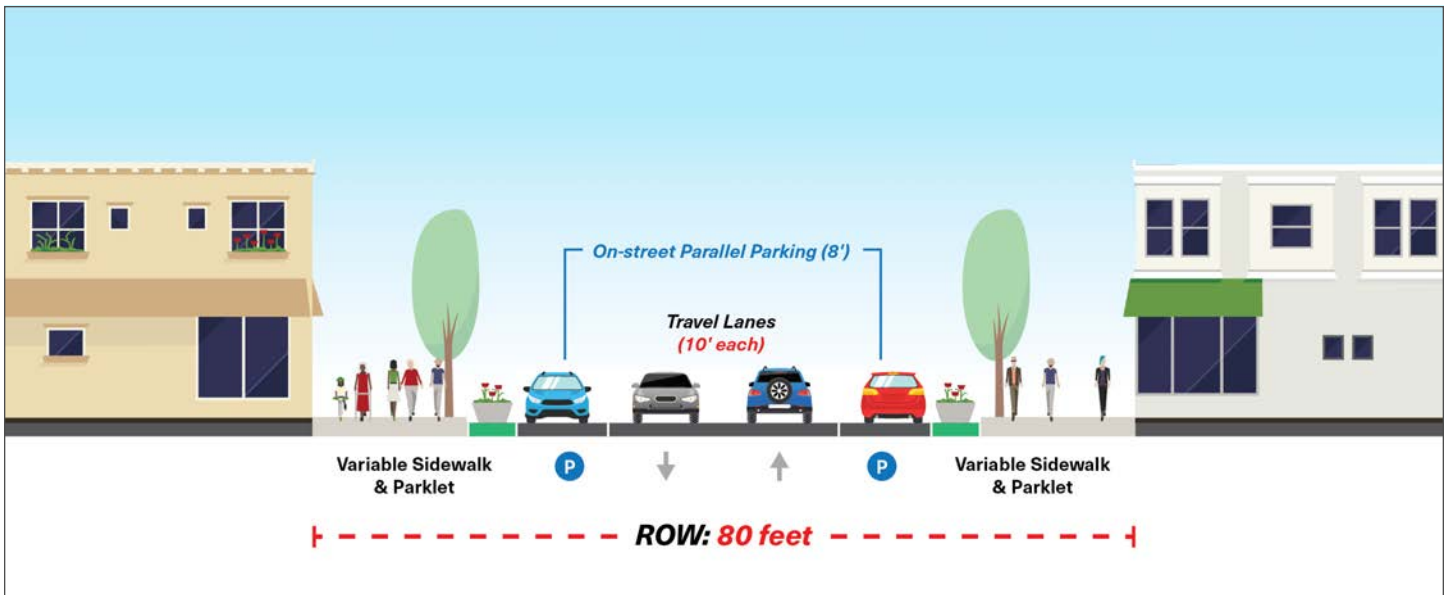 On-street Parallel Parking (8')
Travel Lanes
(10' each)
Variable Sidewalk
& Parklet
P
P
Variable Sidewalk
& Parklet
ROW: 80 feet